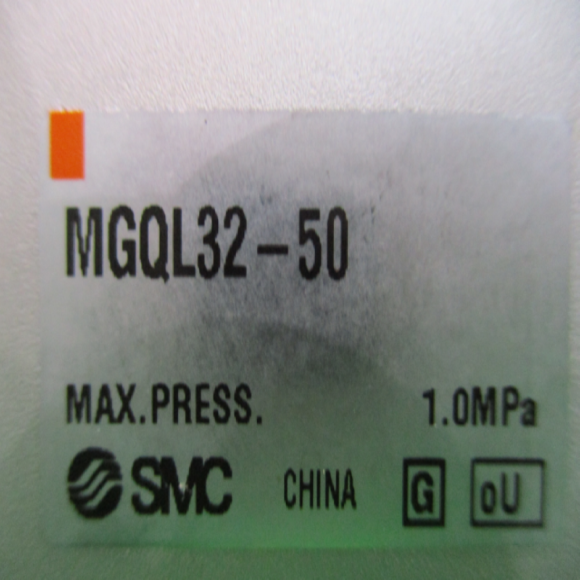 MGQL32-50
MAX.PRESS. 1.0MPa
SMC CHINA G oU